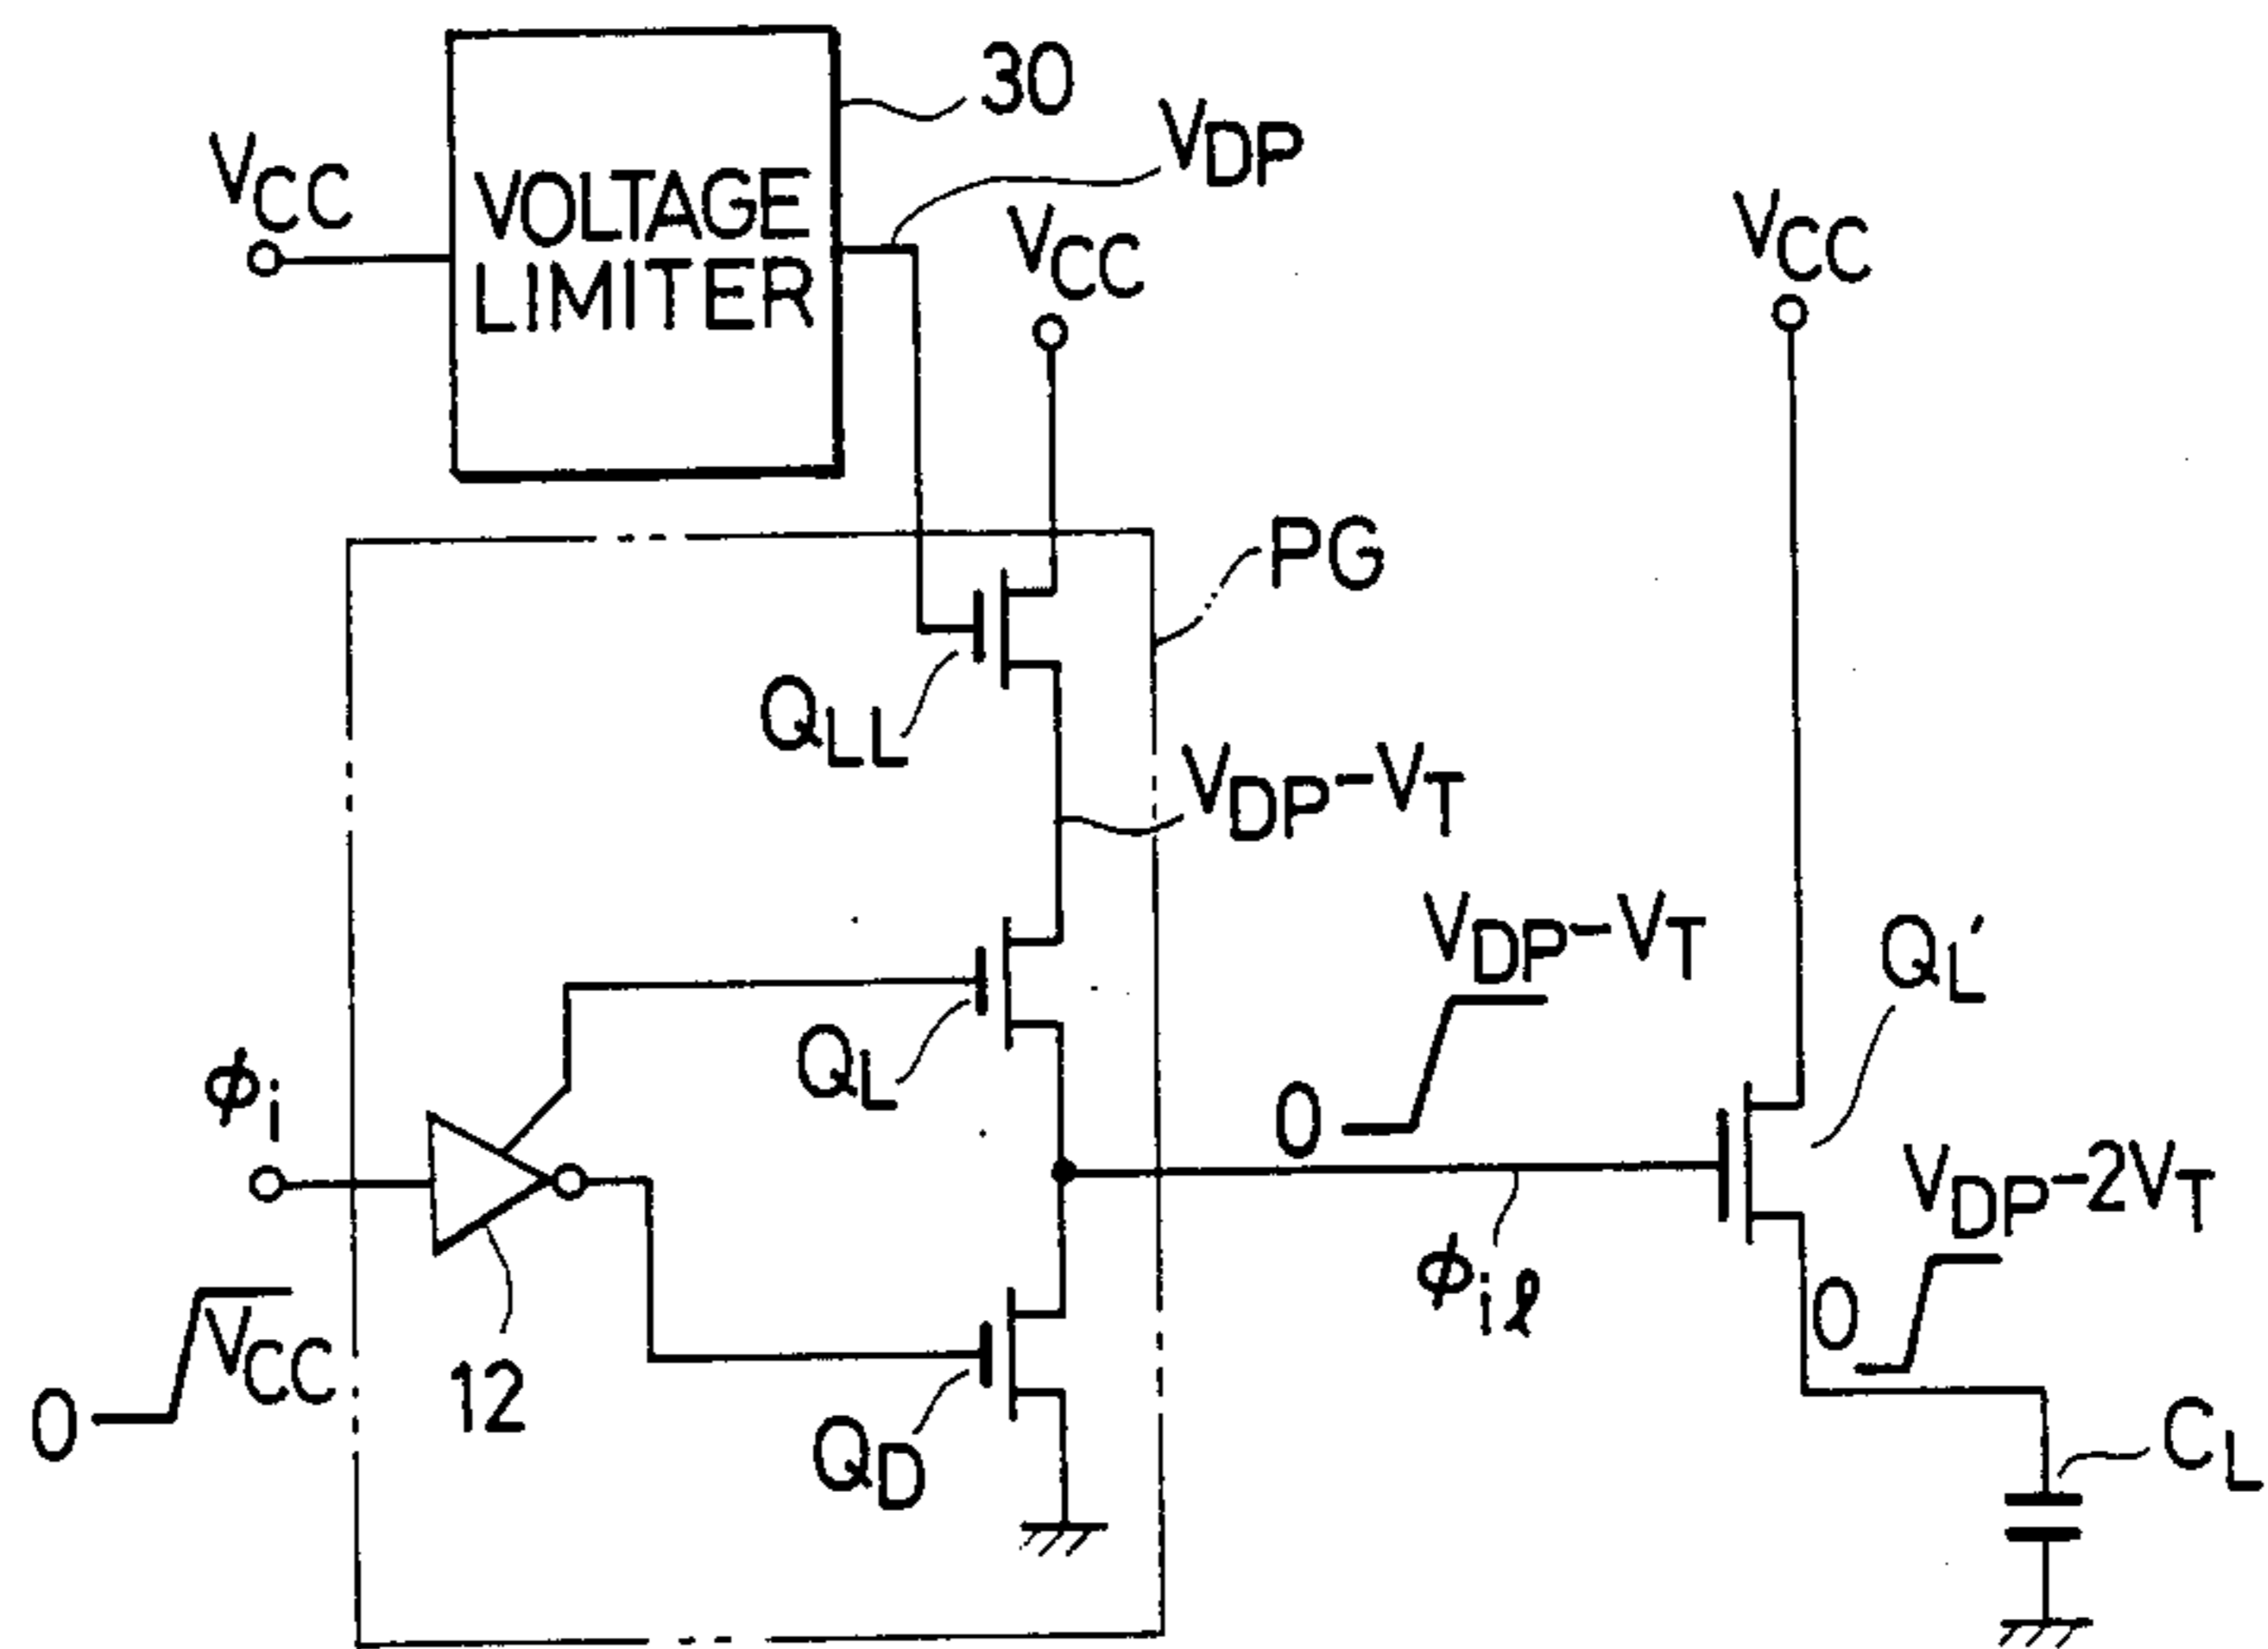 30
VDP
VCC
VOLTAGE
LIMITER
VCC
VCC
PG
QLL
VDP-VT
VDP-VT
QL'
QL
0
ϕi
VDP-2VT
ϕiℓ
0
VCC
0
12
QD
CL